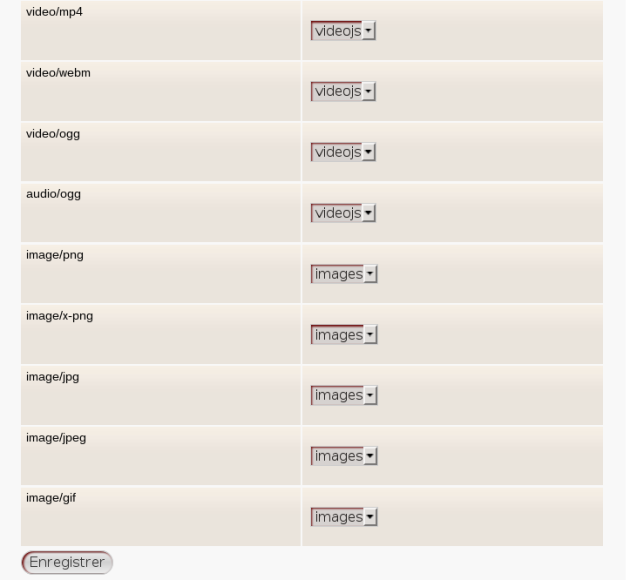 video/mp4
videojs
video/webm
videojs
video/ogg
videojs
audio/ogg
videojs
image/png
images
image/x-png
images
image/jpg
images
image/jpeg
images
image/gif
images
Enregistrer